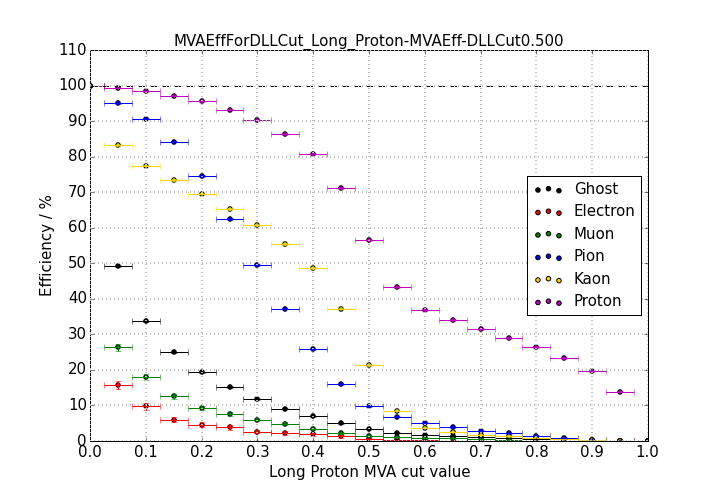 MVAEffForDLLCut_Long_Proton-MVAEff-DLLCut0.500
110
100
90
80
70
60
50
40
30
20
10
0
Efficiency / %
Ghost
Electron
Muon
Pion
Kaon
Proton
0.0 0.1 0.2 0.3 0.4 0.5 0.6 0.7 0.8 0.9 1.0
Long Proton MVA cut value